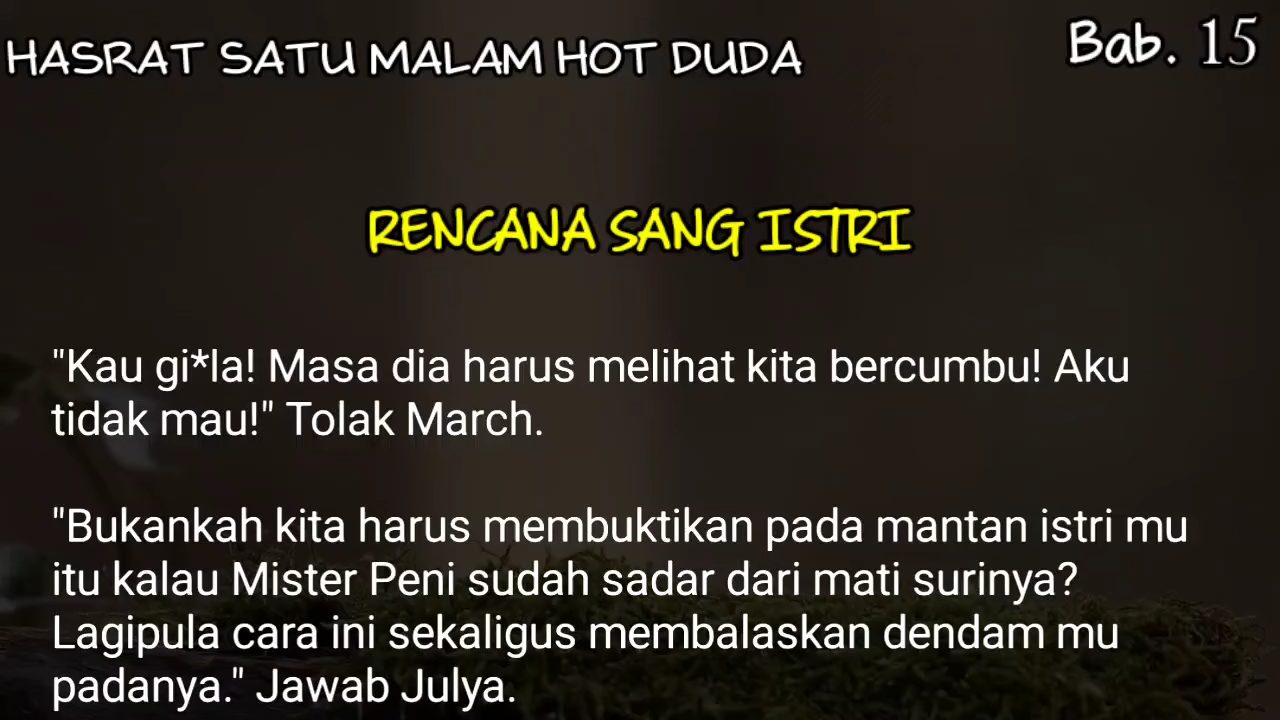 HASRAT SATU MALAM HOT DUDA
Bab. 15
RENCANA SANG ISTRI
"Kau gi*la! Masa dia harus melihat kita bercumbu! Aku
tidak mau!" Tolak March.
"Bukankah kita harus membuktikan pada mantan istri mu
itu kalau Mister Peni sudah sadar dari mati surinya?
Lagipula cara ini sekaligus membalaskan dendam mu
padanya." Jawab Julya.